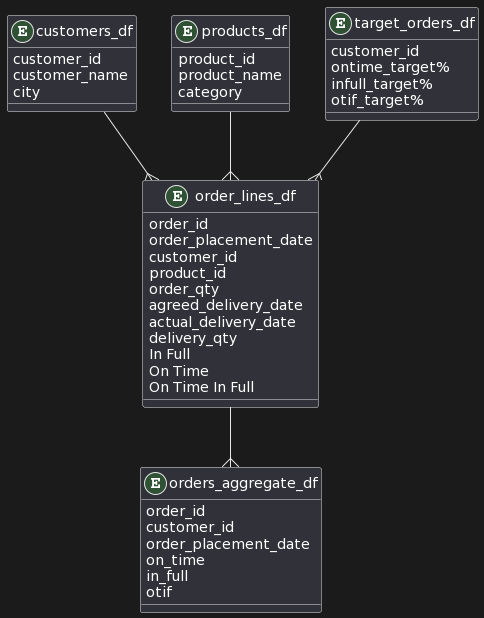 E customers_df
customer_id
customer_name
city
E products_df
product_id
product_name
category
E target_orders_df
customer_id
ontime_target%
infull_target%
otif_target%
E order_lines_df
order_id
order_placement_date
customer_id
product_id
order_qty
agreed_delivery_date
actual_delivery_date
delivery_qty
In Full
On Time
On Time In Full
E orders_aggregate_df
order_id
customer_id
order_placement_date
on_time
in_full
otif